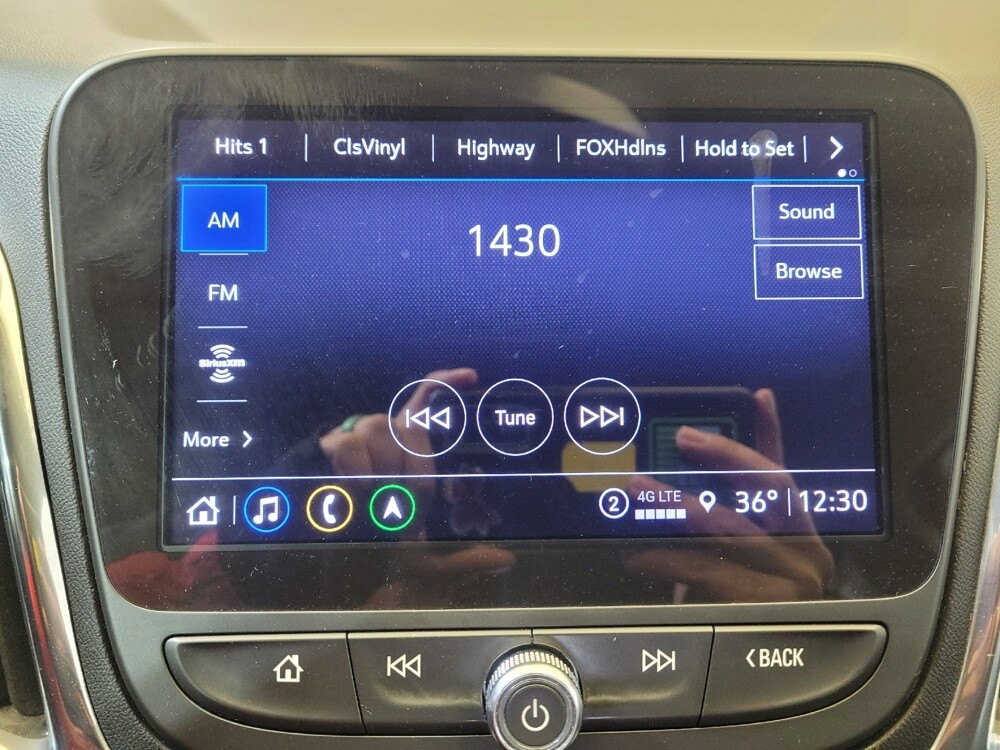 Hits 1 ClsVinyl Highway FOXHdlns Hold to Set
AM
1430
Sound
Browse
FM
SiriusXM
Tune
More
2 4G LTE 36° 12:30
BACK